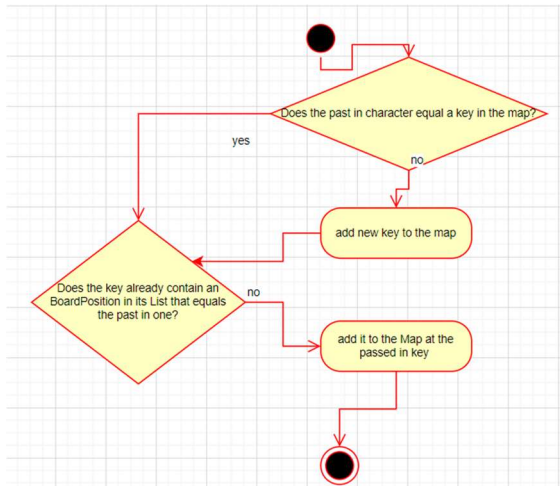 Does the past in character equal a key in the map?
yes
no
add new key to the map
Does the key already contain an
BoardPosition in its List that equals
the past in one?
no
add it to the Map at the
passed in key